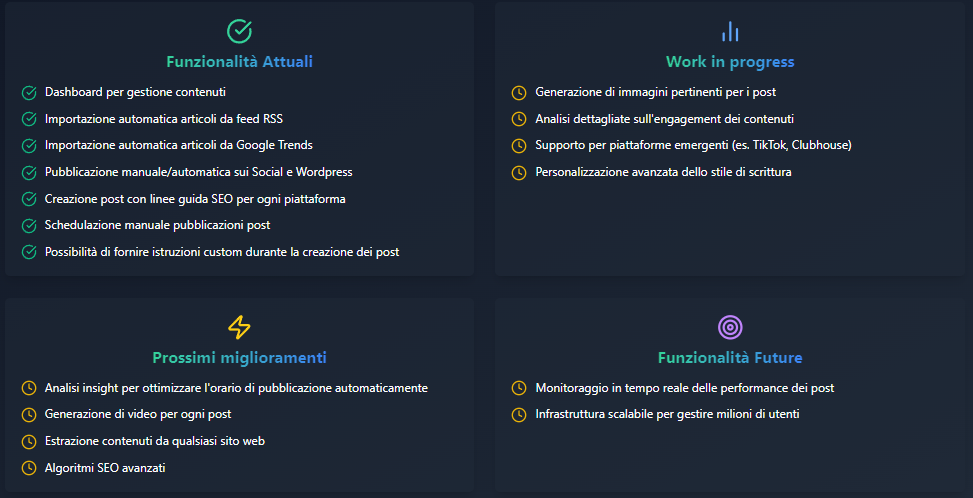 Funzionalità Attuali
Dashboard per gestione contenuti
Importazione automatica articoli da feed RSS
Importazione automatica articoli da Google Trends
Pubblicazione manuale/automatica sui Social e Wordpress
Creazione post con linee guida SEO per ogni piattaforma
Schedulazione manuale pubblicazioni post
Possibilità di fornire istruzioni custom durante la creazione dei post
Work in progress
Generazione di immagini pertinenti per i post
Analisi dettagliate sull'engagement dei contenuti
Supporto per piattaforme emergenti (es. TikTok, Clubhouse)
Personalizzazione avanzata dello stile di scrittura
Prossimi miglioramenti
Analisi insight per ottimizzare l'orario di pubblicazione automaticamente
Generazione di video per ogni post
Estrazione contenuti da qualsiasi sito web
Algoritmi SEO avanzati
Funzionalità Future
Monitoraggio in tempo reale delle performance dei post
Infrastruttura scalabile per gestire milioni di utenti